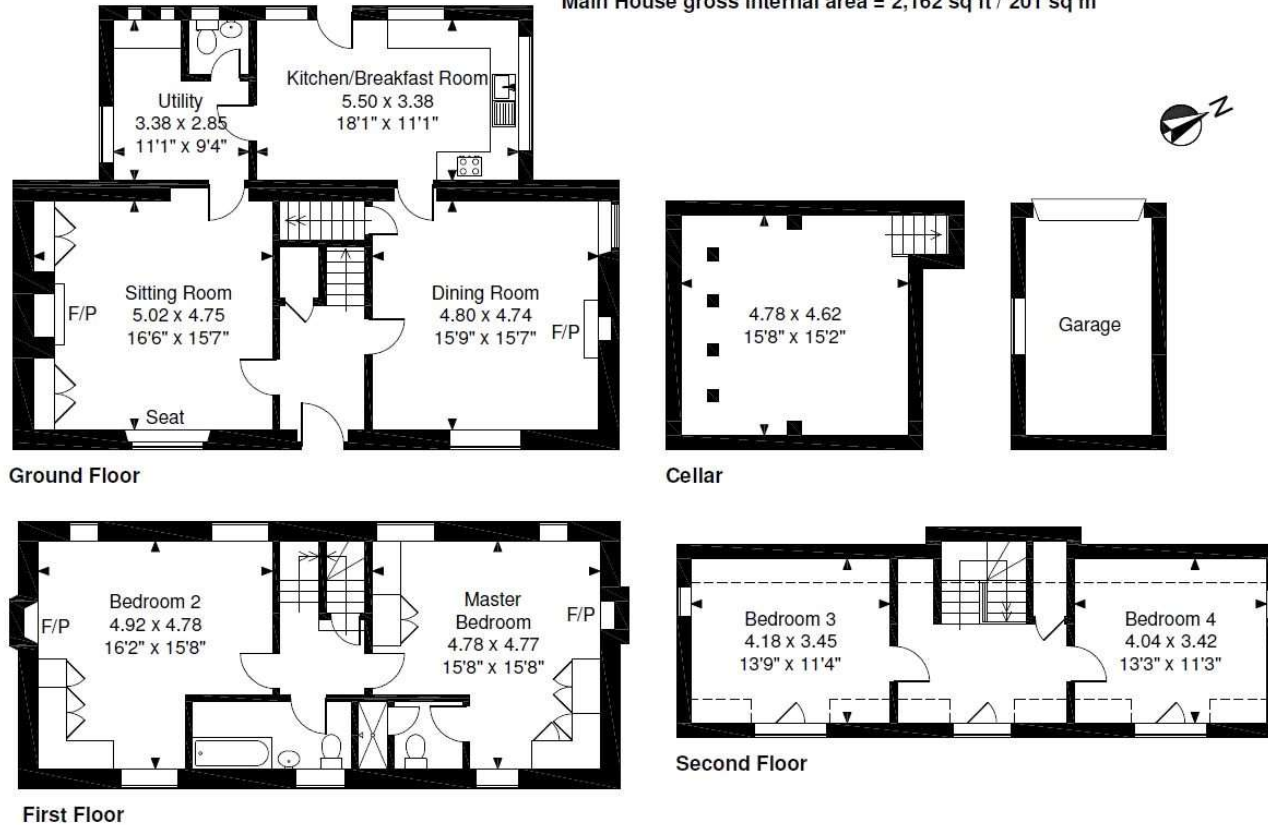 Main House gross internal area = 2,162 sq ft / 201 sq m
Utility
3.38 x 2.85
11'1" x 9'4"
Kitchen/Breakfast Room
5.50 x 3.38
18'1" x 11'1"
N
Sitting Room
5.02 x 4.75
16'6" x 15'7"
F/P
Seat
Dining Room
4.80 x 4.74
15'9" x 15'7"
F/P
4.78 x 4.62
15'8" x 15'2"
Garage
Ground Floor
Cellar
Bedroom 2
4.92 x 4.78
16'2" x 15'8"
F/P
Master
Bedroom
4.78 x 4.77
15'8" x 15'8"
F/P
Bedroom 3
4.18 x 3.45
13'9" x 11'4"
Bedroom 4
4.04 x 3.42
13'3" x 11'3"
First Floor
Second Floor